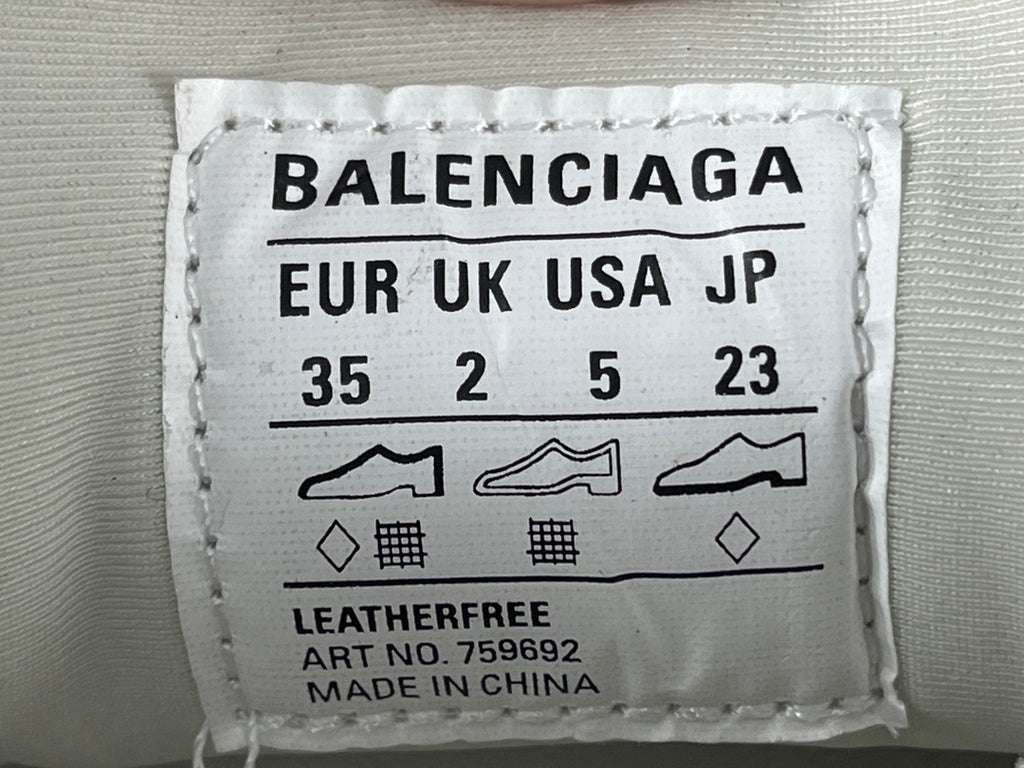 BALENCIAGA
EUR UK USA JP
35 2 5 23
LEATHERFREE
ART NO. 759692
MADE IN CHINA